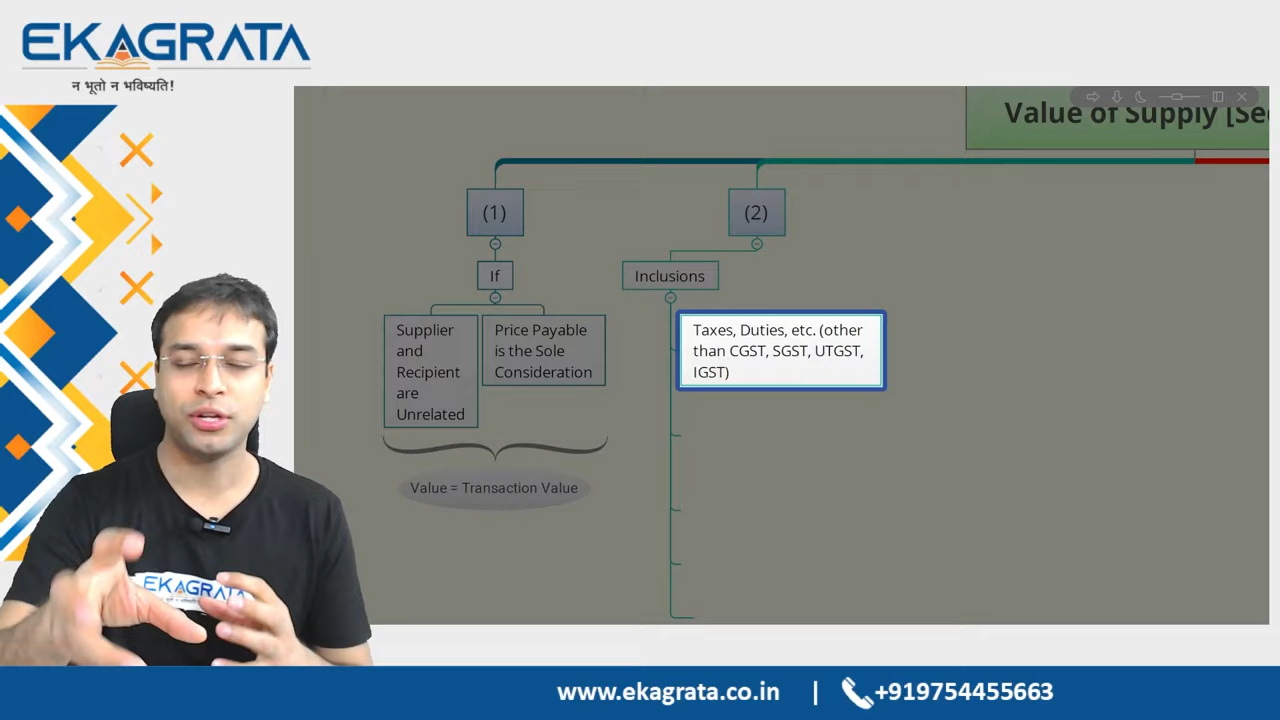 EKAGRATA
न भूतो न भविष्यति!
Value of Supply [Se
(1)
(2)
If
Inclusions
Supplier
and
Recipient
are
Unrelated
Price Payable
is the Sole
Consideration
Taxes, Duties, etc. (other
than CGST, SGST, UTGST,
IGST)
Value = Transaction Value
EKAGRATA
www.ekagrata.co.in | +919754455663